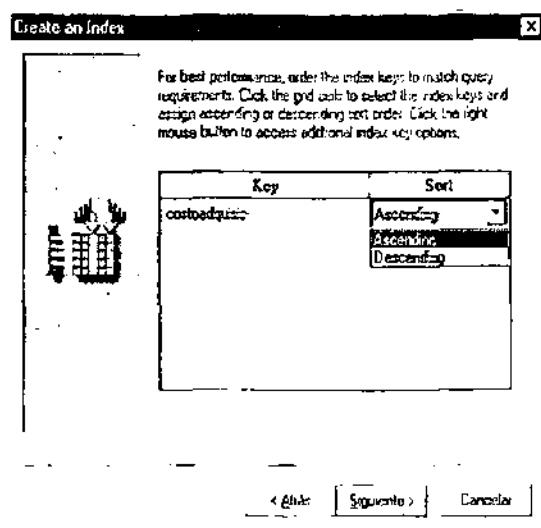 Create an Index
X
For best performance, order the index keys to match query
requirements. Click the grid cells to select the index keys and
assign ascending or descending sort order. Click the right
mouse button to access additional index key options.
Key Sort
costoadquisic Ascending
Ascending
Descending
< Atrás Siguiente > Cancelar